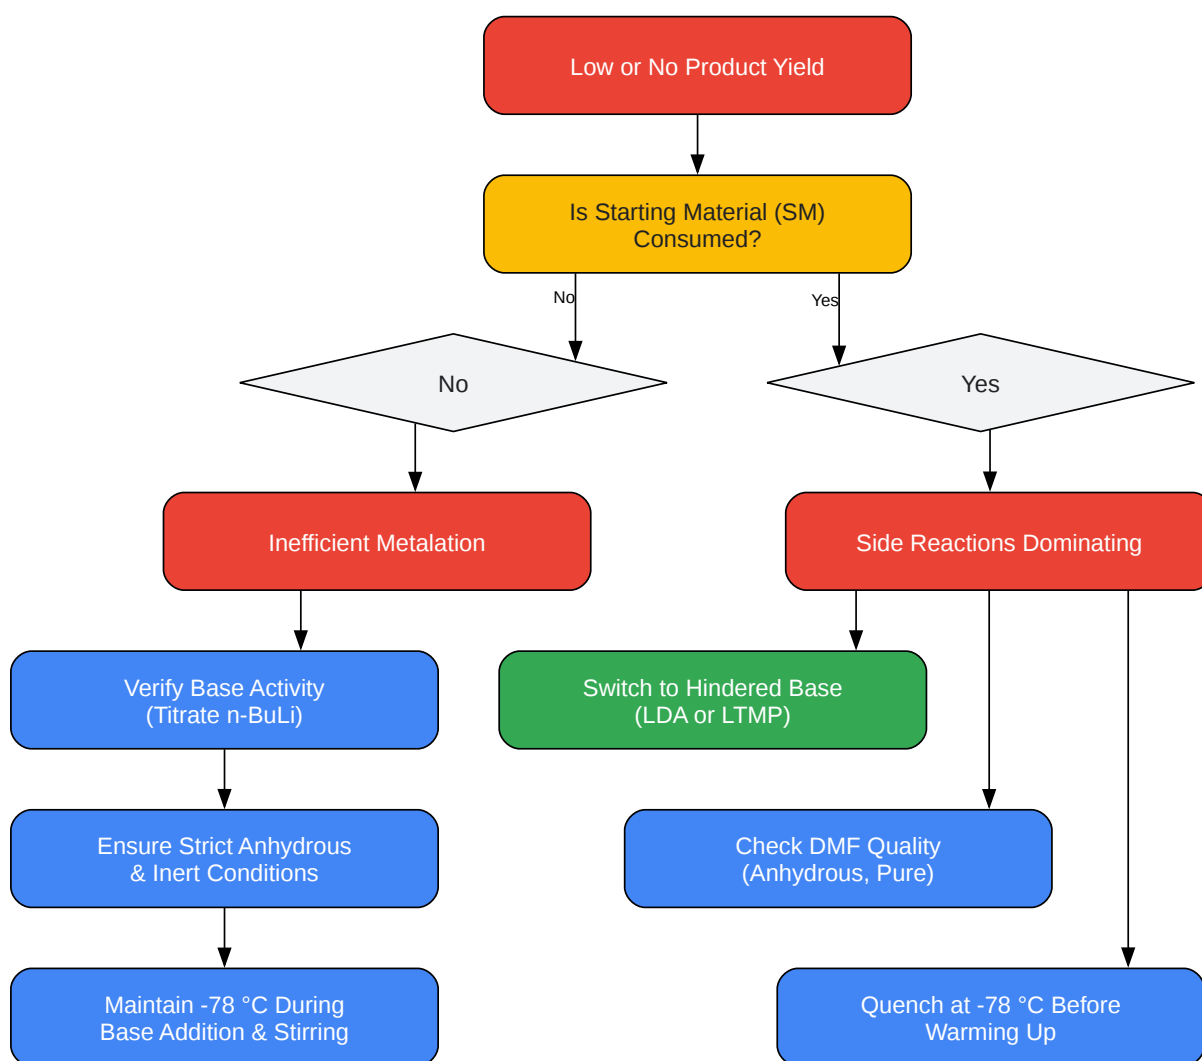 Low or No Product Yield
Is Starting Material (SM)
Consumed?
No
Yes
No
Yes
Inefficient Metalation
Side Reactions Dominating
Verify Base Activity
(Titrate n-BuLi)
Switch to Hindered Base
(LDA or LTMP)
Ensure Strict Anhydrous
& Inert Conditions
Check DMF Quality
(Anhydrous, Pure)
Maintain -78 °C During
Base Addition & Stirring
Quench at -78 °C Before
Warming Up